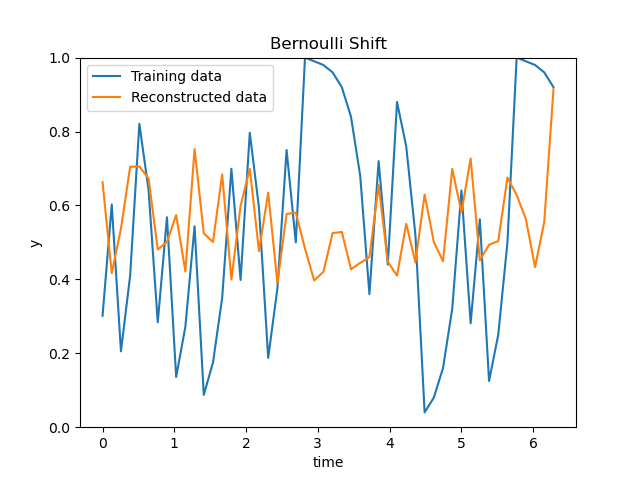 Bernoulli Shift
Training data
Reconstructed data
y
1.0
0.8
0.6
0.4
0.2
0.0
0 1 2 3 4 5 6
time